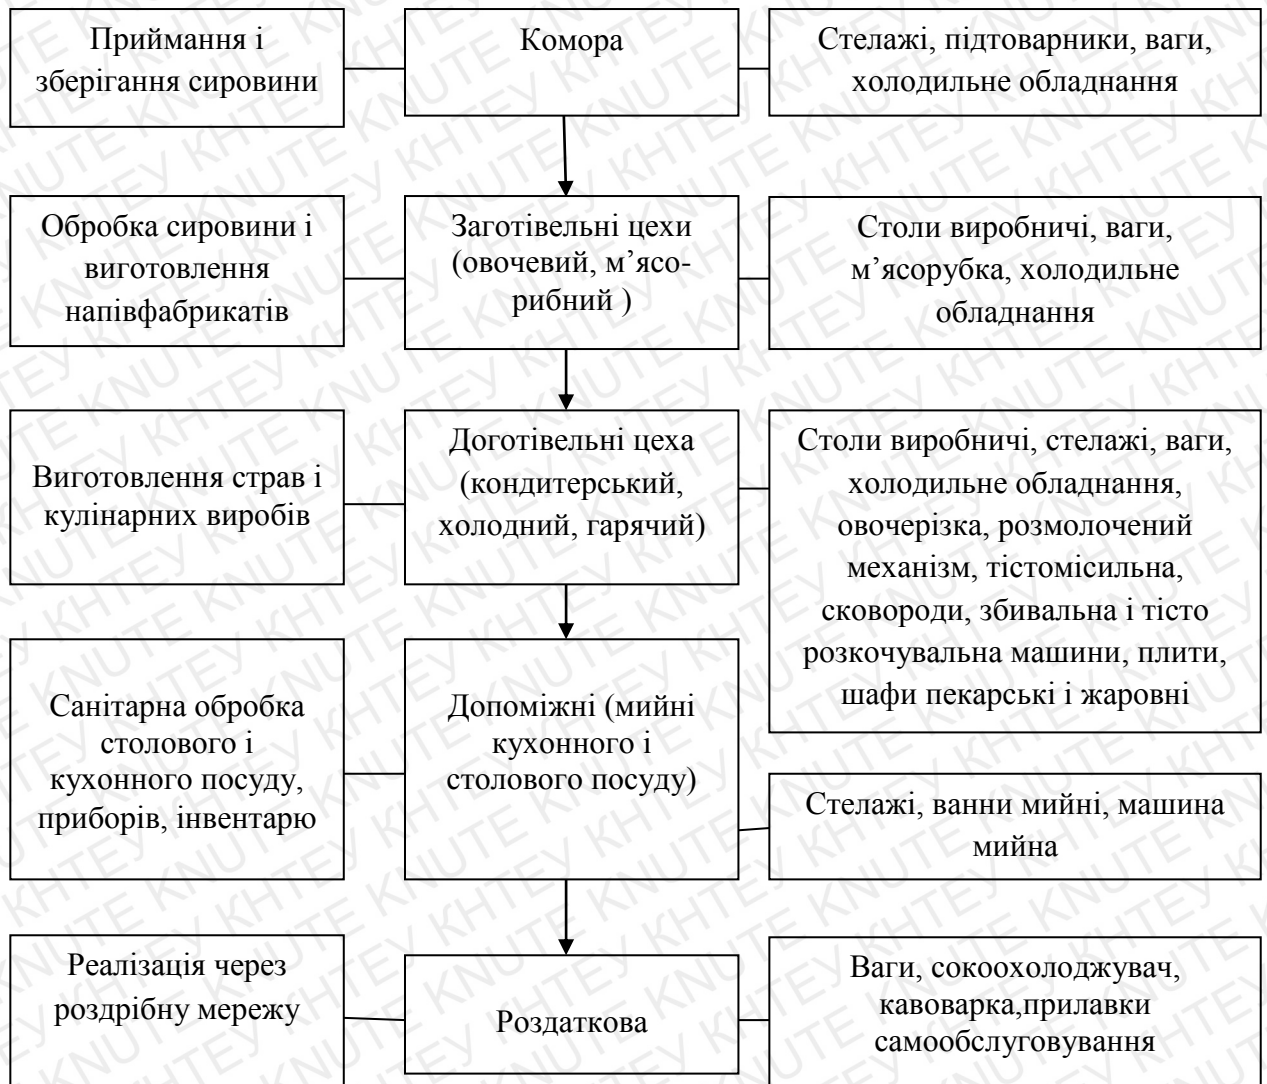 Приймання і
зберігання сировини
Комора
Стелажі, підтоварники, ваги,
холодильне обладнання
Обробка сировини і
виготовлення
напівфабрикатів
Заготівельні цехи
(овочевий, м’ясо-
рибний )
Столи виробничі, ваги,
м’ясорубка, холодильне
обладнання
Виготовлення страв і
кулінарних виробів
Доготівельні цеха
(кондитерський,
холодний, гарячий)
Столи виробничі, стелажі, ваги,
холодильне обладнання,
овочерізка, розмолочений
механізм, тістомісильна,
сковороди, збивальна і тісто
розкочувальна машини, плити,
шафи пекарські і жаровні
Санітарна обробка
столового і
кухонного посуду,
приборів, інвентарю
Допоміжні (мийні
кухонного і
столового посуду)
Стелажі, ванни мийні, машина
мийна
Реалізація через
роздрібну мережу
Роздаткова
Ваги, сокоохолоджувач,
кавоварка,прилавки
самообслуговування